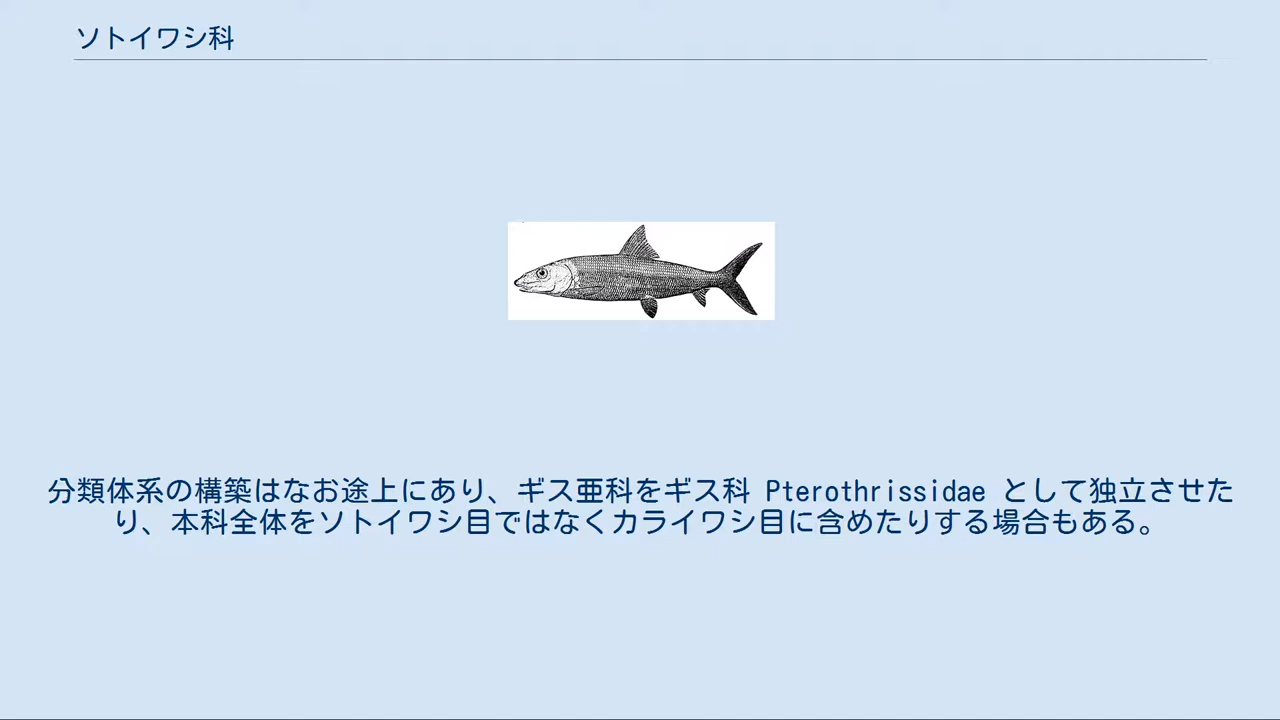 ソトイワシ科
分類体系の構築はなお途上にあり、ギス亜科をギス科 Pterothrissidae として独立させた
り、本科全体をソトイワシ目ではなくカライワシ目に含めたりする場合もある。